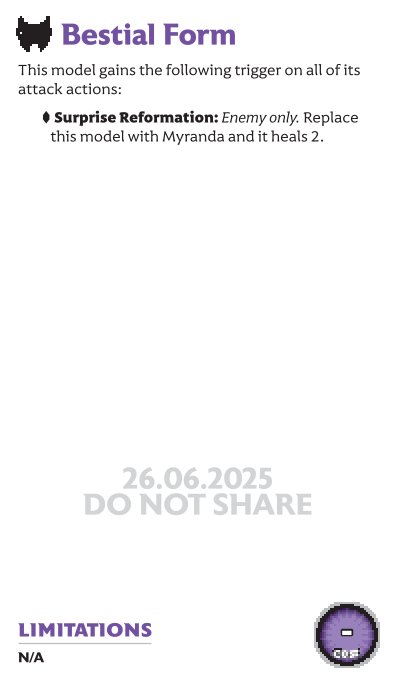 Bestial Form
This model gains the following trigger on all of its
attack actions:
Surprise Reformation: Enemy only. Replace
this model with Myranda and it heals 2.
26.06.2025
DO NOT SHARE
LIMITATIONS
N/A
-
COST